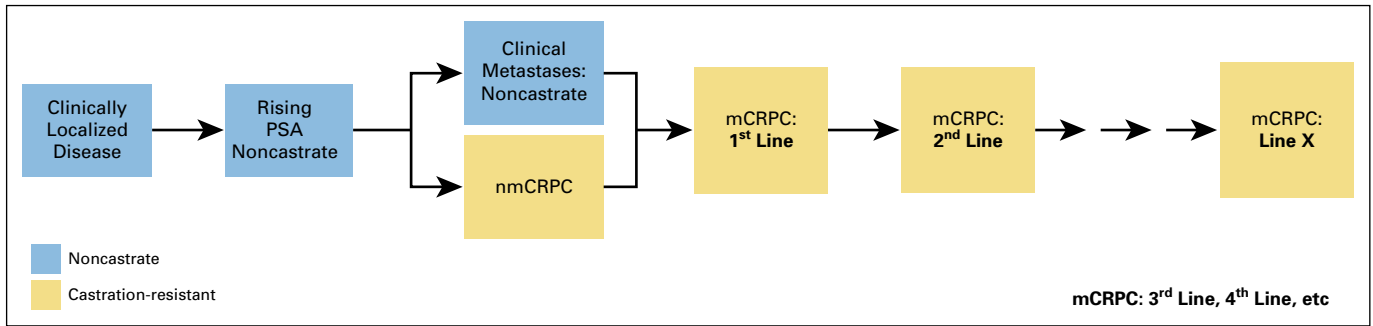 Clinically
Localized
Disease
Rising
PSA
Noncastrate
Clinical
Metastases:
Noncastrate
nmCRPC
mCRPC:
1st Line
mCRPC:
2nd Line
mCRPC:
Line X
Noncastrate
Castration-resistant
mCRPC: 3rd Line, 4th Line, etc